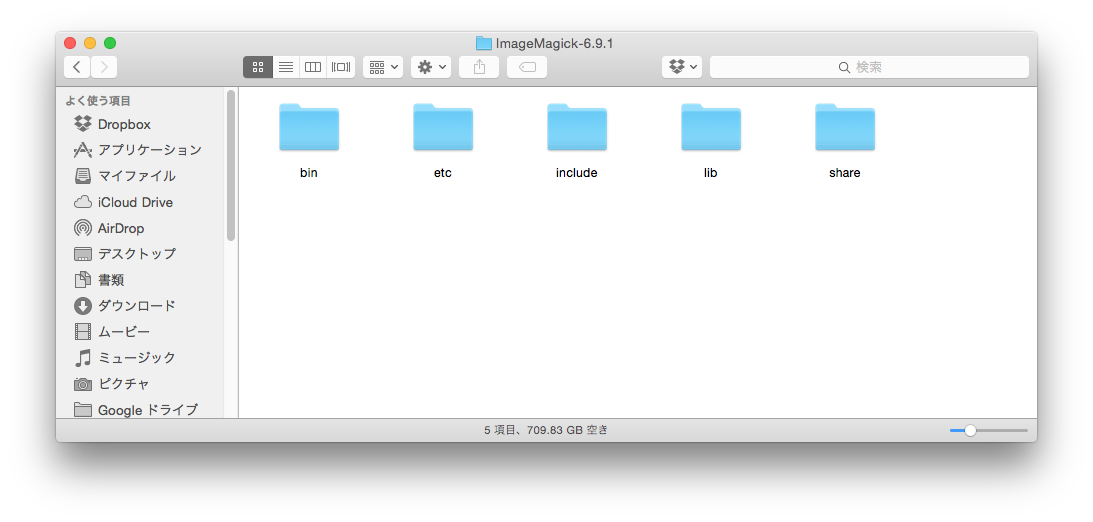 ImageMagick-6.9.1
検索
よく使う項目
Dropbox
アプリケーション
マイファイル
iCloud Drive
AirDrop
デスクトップ
書類
ダウンロード
ムービー
ミュージック
ピクチャ
Google ドライブ
bin
etc
include
lib
share
5 項目、709.83 GB 空き